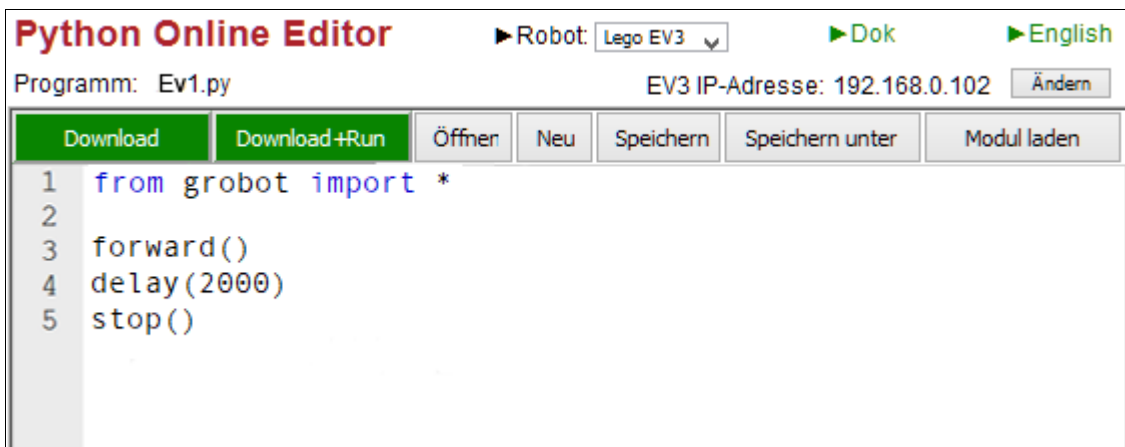 Python Online Editor ►Robot: Lego EV3 ►Dok ►English
Programm: Ev1.py EV3 IP-Adresse: 192.168.0.102 Ändern
Download Download+Run Öffnen Neu Speichern Speichern unter Modul laden
1 from grobot import *
2
3 forward()
4 delay(2000)
5 stop()